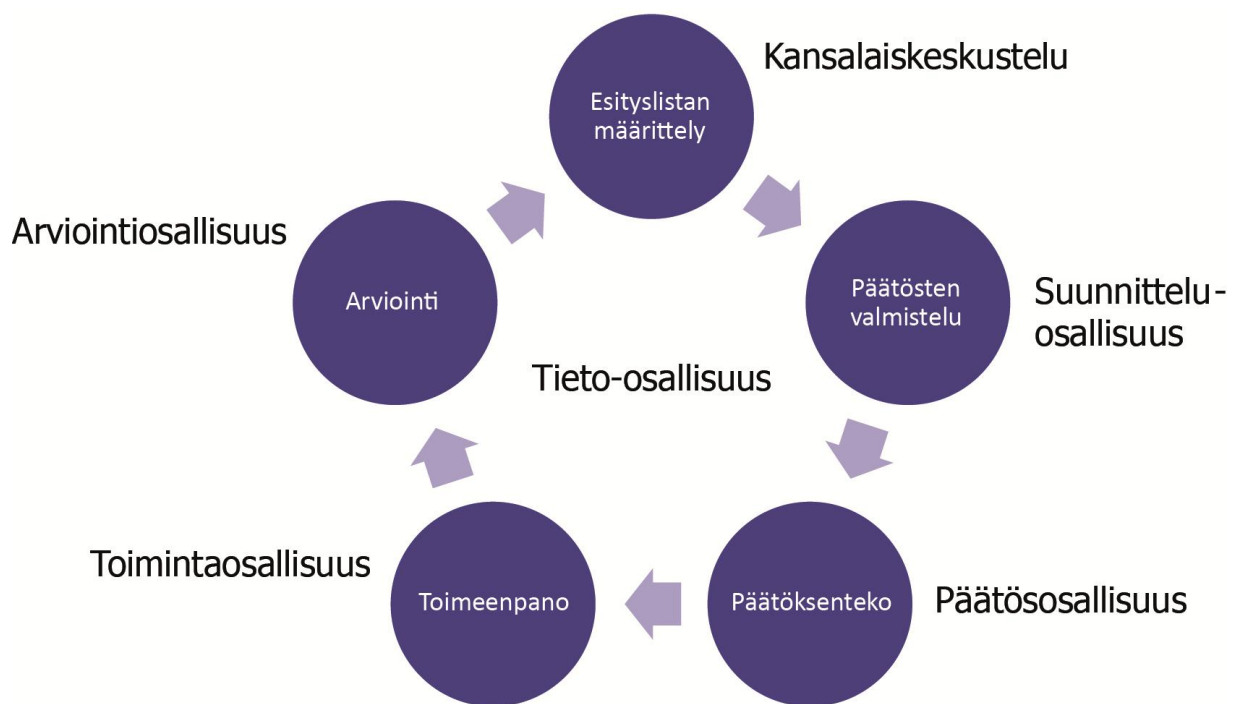 Kansalaiskeskustelu
Esityslistan
määrittely
Arviointiosallisuus
Arviointi
Päätösten
valmistelu
Suunnittelu-
osallisuus
Tieto-osallisuus
Toimintaosallisuus
Toimeenpano
Päätöksenteko
Päätösosallisuus